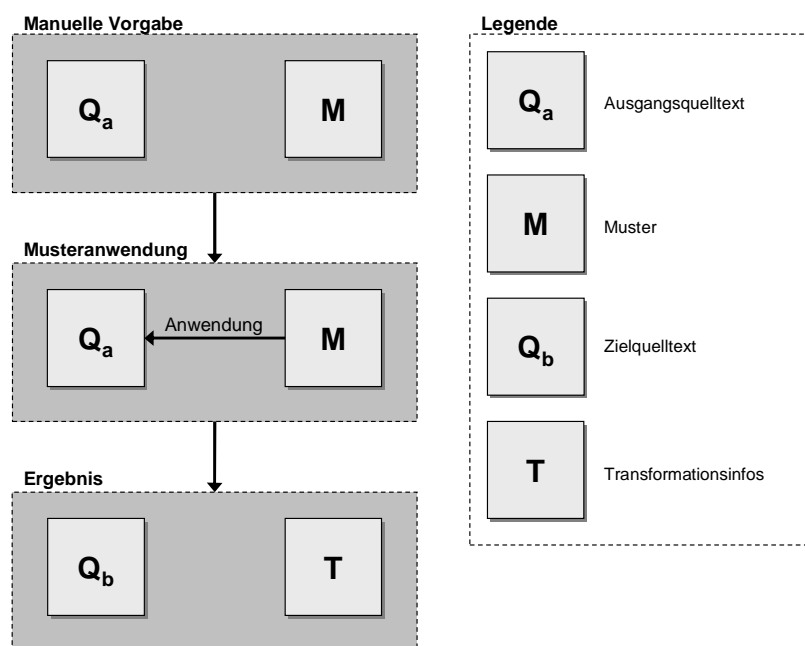 Manuelle Vorgabe
Qa
M
Musteranwendung
Qa
Anwendung
M
Ergebnis
Qb
T
Legende
Qa
Ausgangsquelltext
M
Muster
Qb
Zielquelltext
T
Transformationsinfos